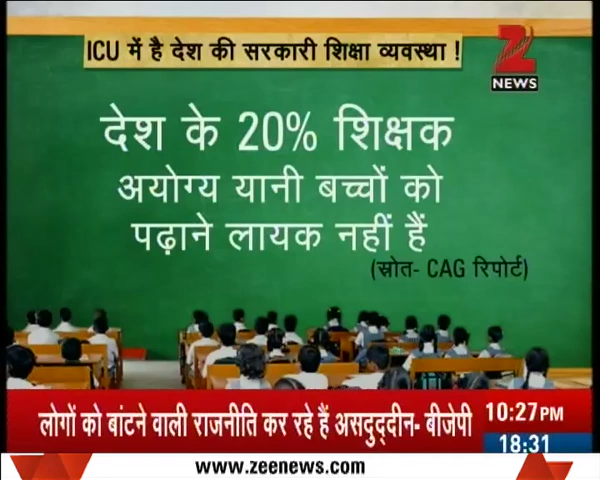 ICU में है देश की सरकारी शिक्षा व्यवस्था !
Z
NEWS
देश के 20% शिक्षक
अयोग्य यानी बच्चों को
पढ़ाने लायक नहीं हैं
(स्रोत- CAG रिपोर्ट)
लोगों को बांटने वाली राजनीति कर रहे हैं असदुद्दीन- बीजेपी
10:27PM
18:31
www.zeenews.com